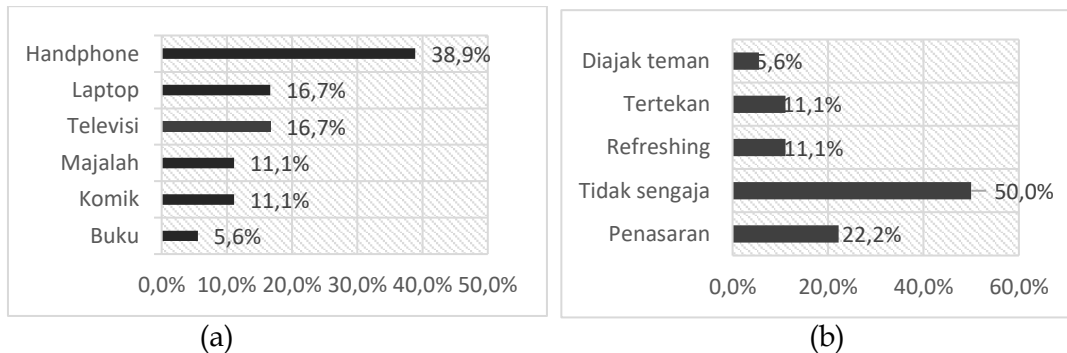 Handphone 38,9%
Laptop 16,7%
Televisi 16,7%
Majalah 11,1%
Komik 11,1%
Buku 5,6%
0,0% 10,0% 20,0% 30,0% 40,0% 50,0%
(a)
Diajak teman 5,6%
Tertekan 11,1%
Refreshing 11,1%
Tidak sengaja 50,0%
Penasaran 22,2%
0,0% 20,0% 40,0% 60,0%
(b)